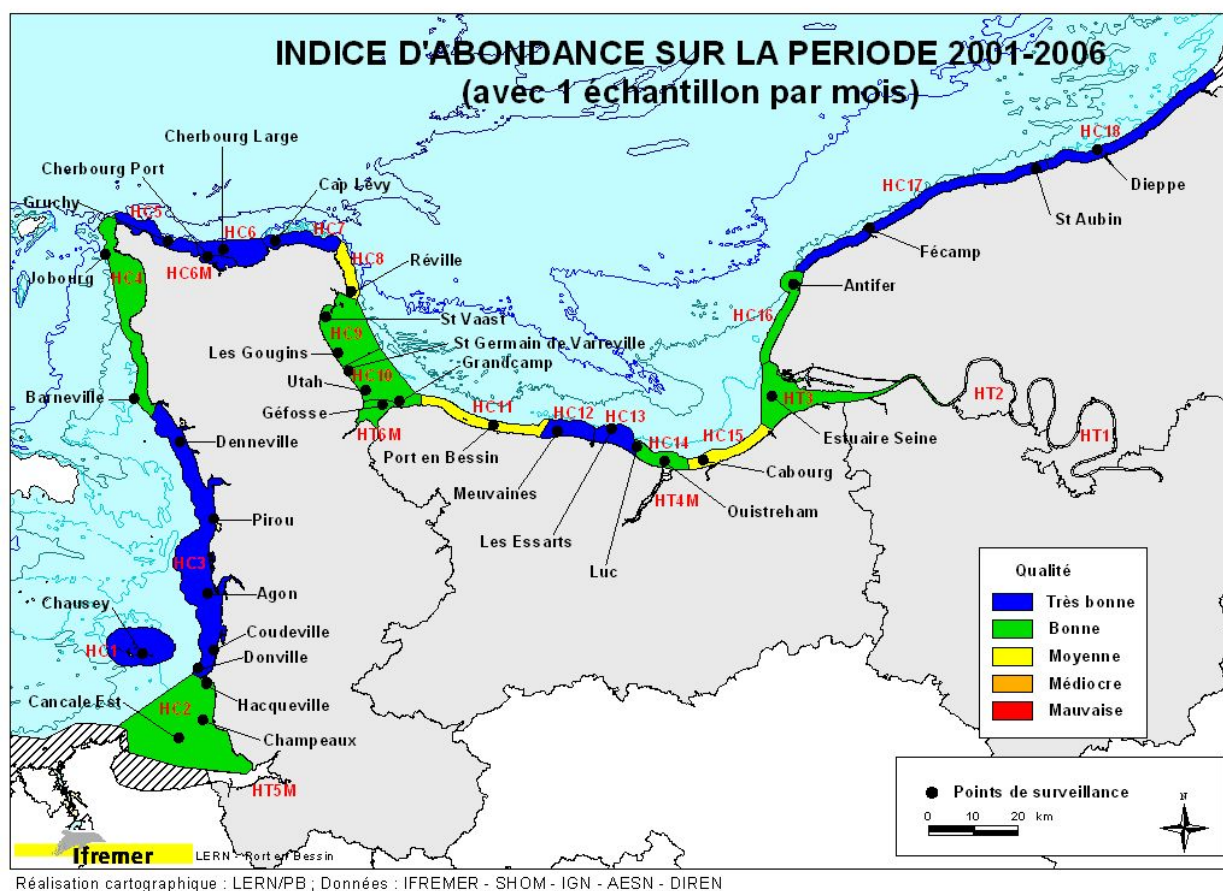 INDICE D'ABONDANCE SUR LA PERIODE 2001-2006
(avec 1 échantillon par mois)
Cherbourg Large
Cherbourg Port
Cap Lévy
Gruchy
HC5
HC6
HC7
HC6M
HC8
Jobourg
HC4
Réville
St Vaast
HC9
St Germain de Varreville
Les Gougins
Grandcamp
HC10
Utah
Barneville
Géfosse
HT6M
HC11
HC12
HC13
HC14
HC15
Port en Bessin
Meuvaines
HT4M
Cabourg
Ouistreham
Les Essarts
Luc
HC18
Dieppe
HC17
St Aubin
Fécamp
Antifer
HC16
HT3
HT2
HT1
Estuaire Seine
Denneville
Pirou
HC3
Agon
Chausey
Coudeville
HC1
Donville
Cancale Est
HC2
Hacqueville
Champeaux
HT5M
Qualité
Très bonne
Bonne
Moyenne
Médiocre
Mauvaise
Points de surveillance
N
0 10 20 km
Ifremer
LERN - Port en Bessin
Réalisation cartographique : LERN/PB ; Données : IFREMER - SHOM - IGN - AESN - DIREN